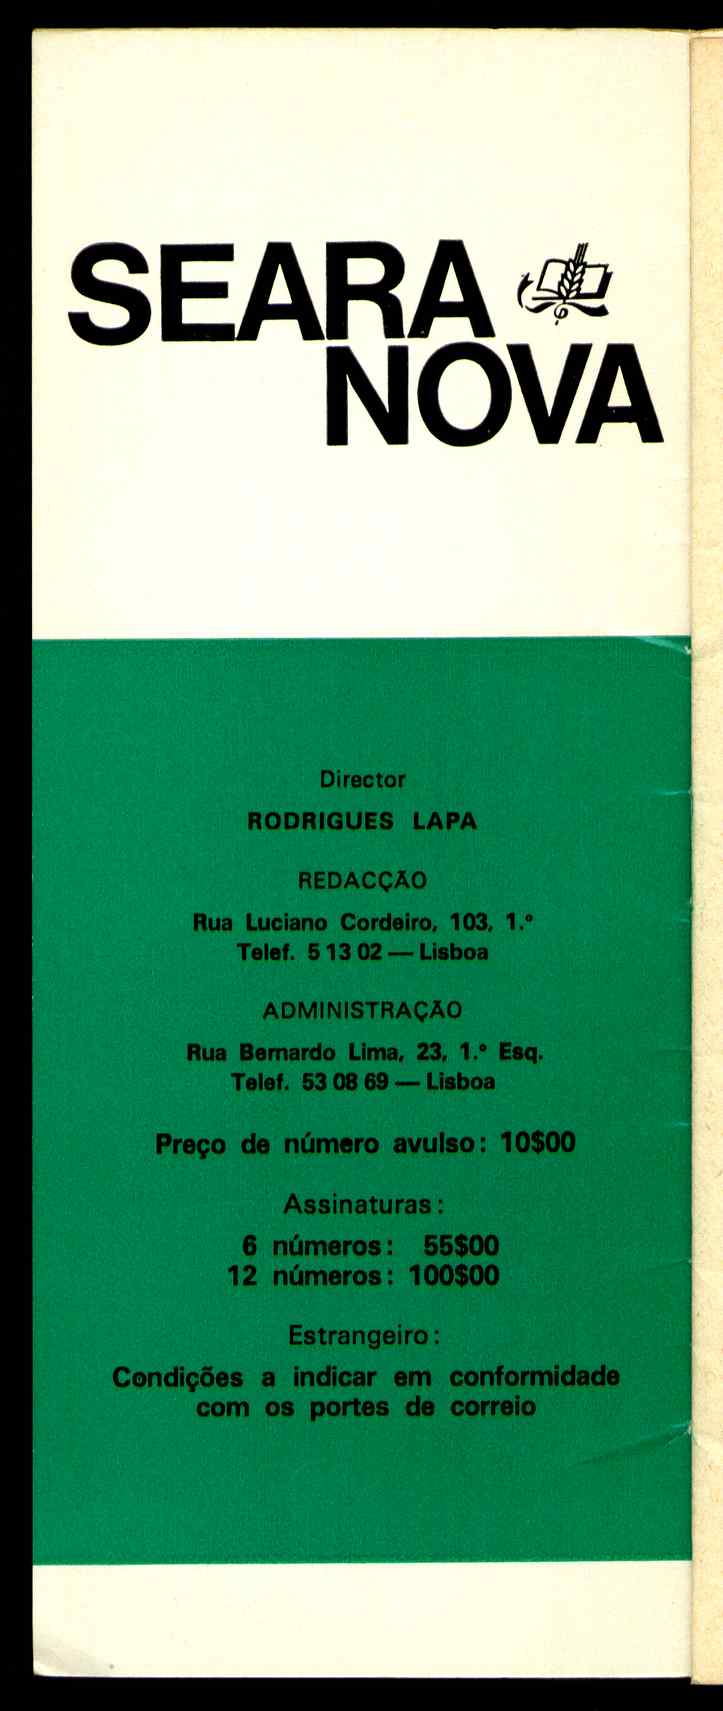 SEARA
NOVA
Director
RODRIGUES LAPA
REDACÇÃO
Rua Luciano Cordeiro, 103, 1.º
Telef. 5 13 02 — Lisboa
ADMINISTRAÇÃO
Rua Bernardo Lima, 23, 1.º Esq.
Telef. 53 08 69 — Lisboa
Preço de número avulso: 10$00
Assinaturas:
6 números: 55$00
12 números: 100$00
Estrangeiro:
Condições a indicar em conformidade
com os portes de correio